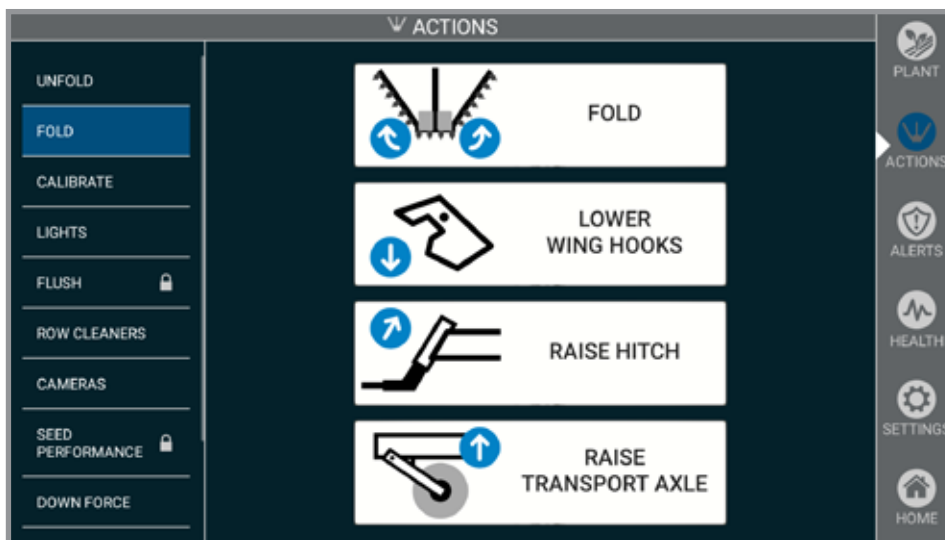 ACTIONS
UNFOLD
FOLD
CALIBRATE
LIGHTS
FLUSH
ROW CLEANERS
CAMERAS
SEED
PERFORMANCE
DOWN FORCE
FOLD
LOWER
WING HOOKS
RAISE HITCH
RAISE
TRANSPORT AXLE
PLANT
ACTIONS
ALERTS
HEALTH
SETTINGS
HOME